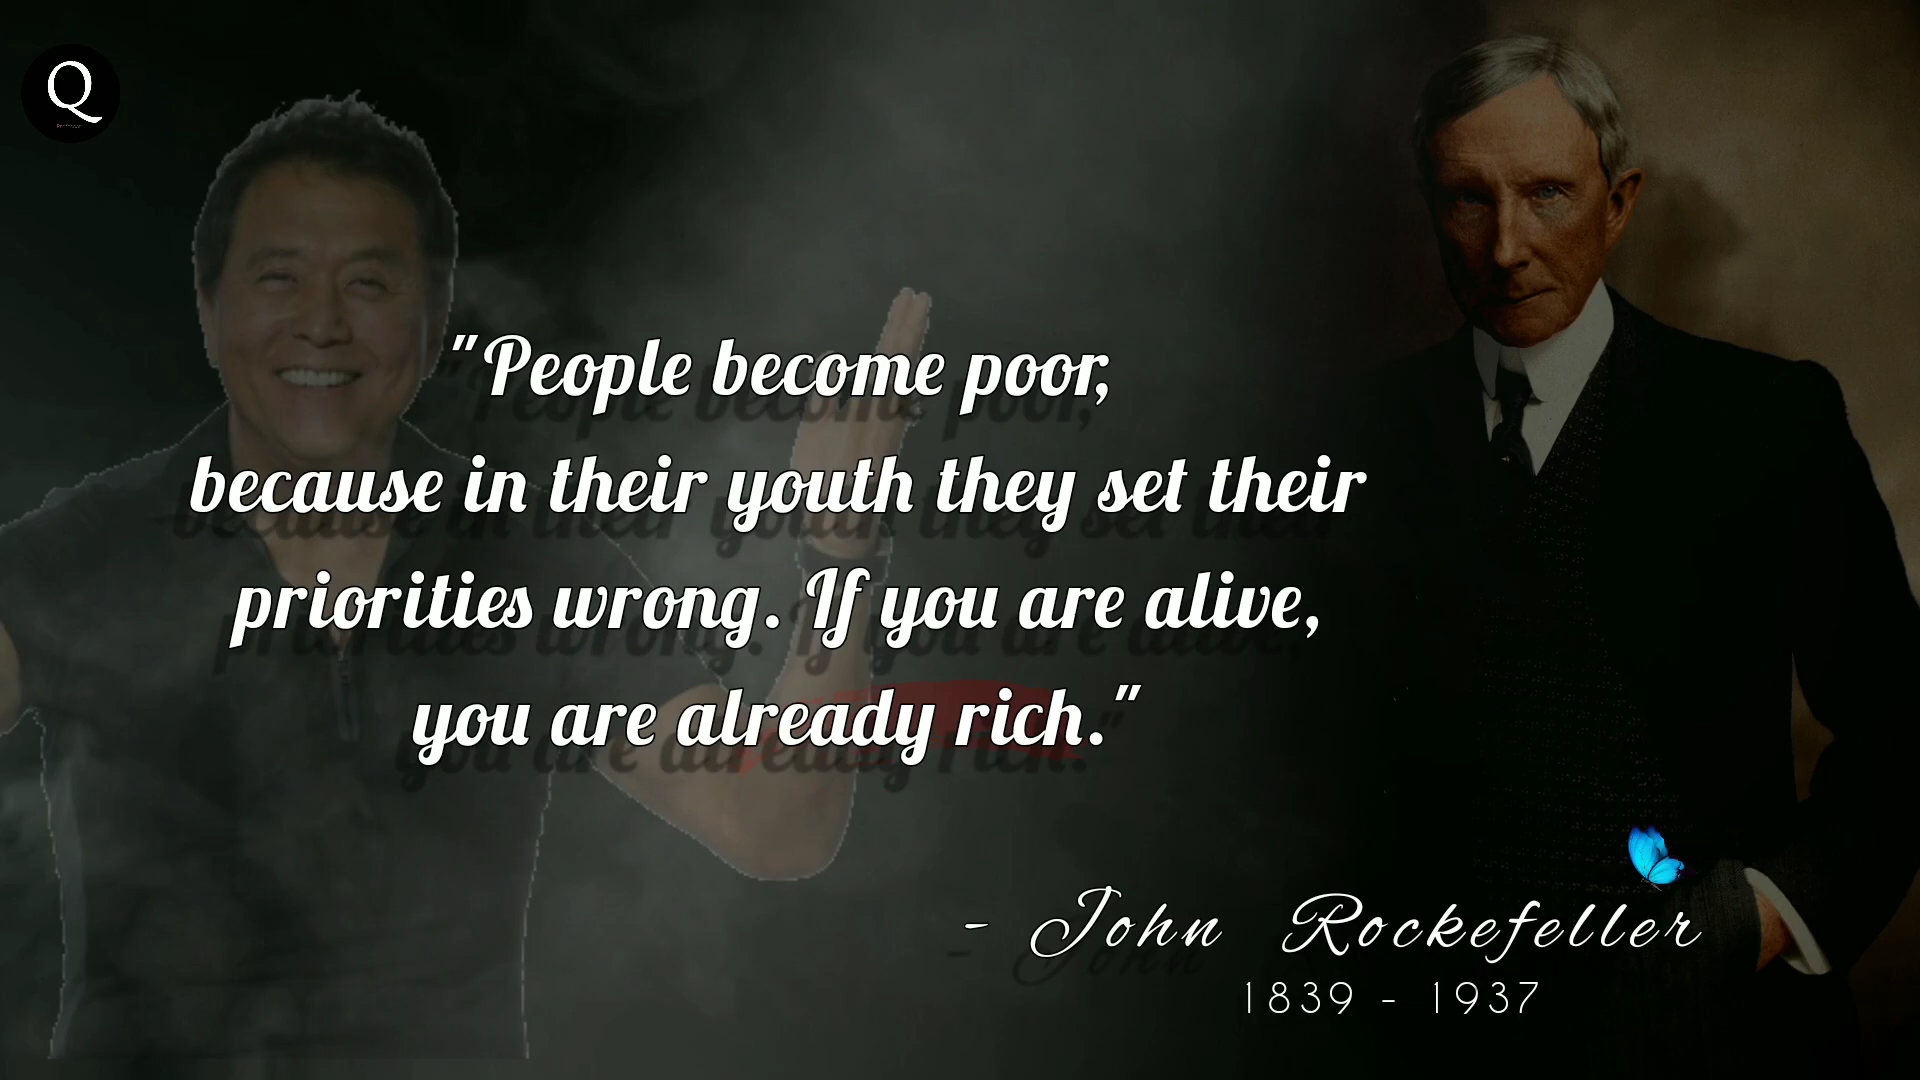 Q
"People become poor,
because in their youth they set their
priorities wrong. If you are alive,
you are already rich."
- John Rockefeller
1839 - 1937